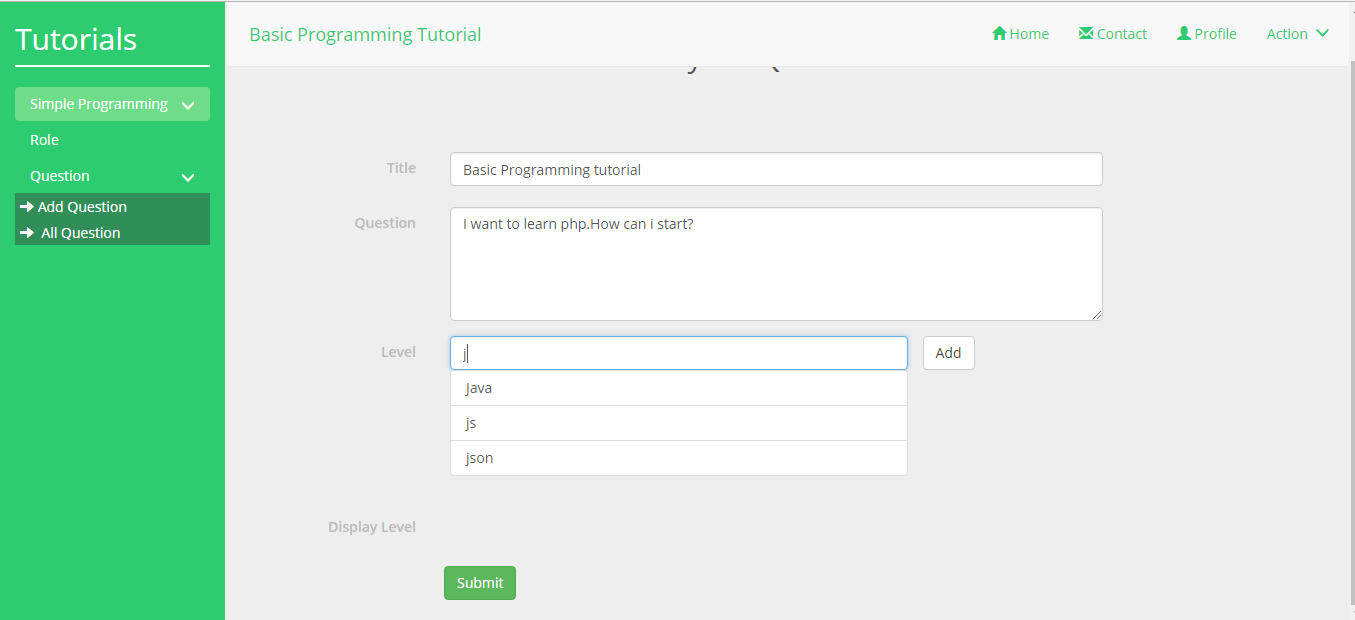 Tutorials
Basic Programming Tutorial
Home
Contact
Profile
Action
Simple Programming
Role
Question
Add Question
All Question
Title
Basic Programming tutorial
Question
I want to learn php.How can i start?
Level
j
Add
Java
js
json
Display Level
Submit